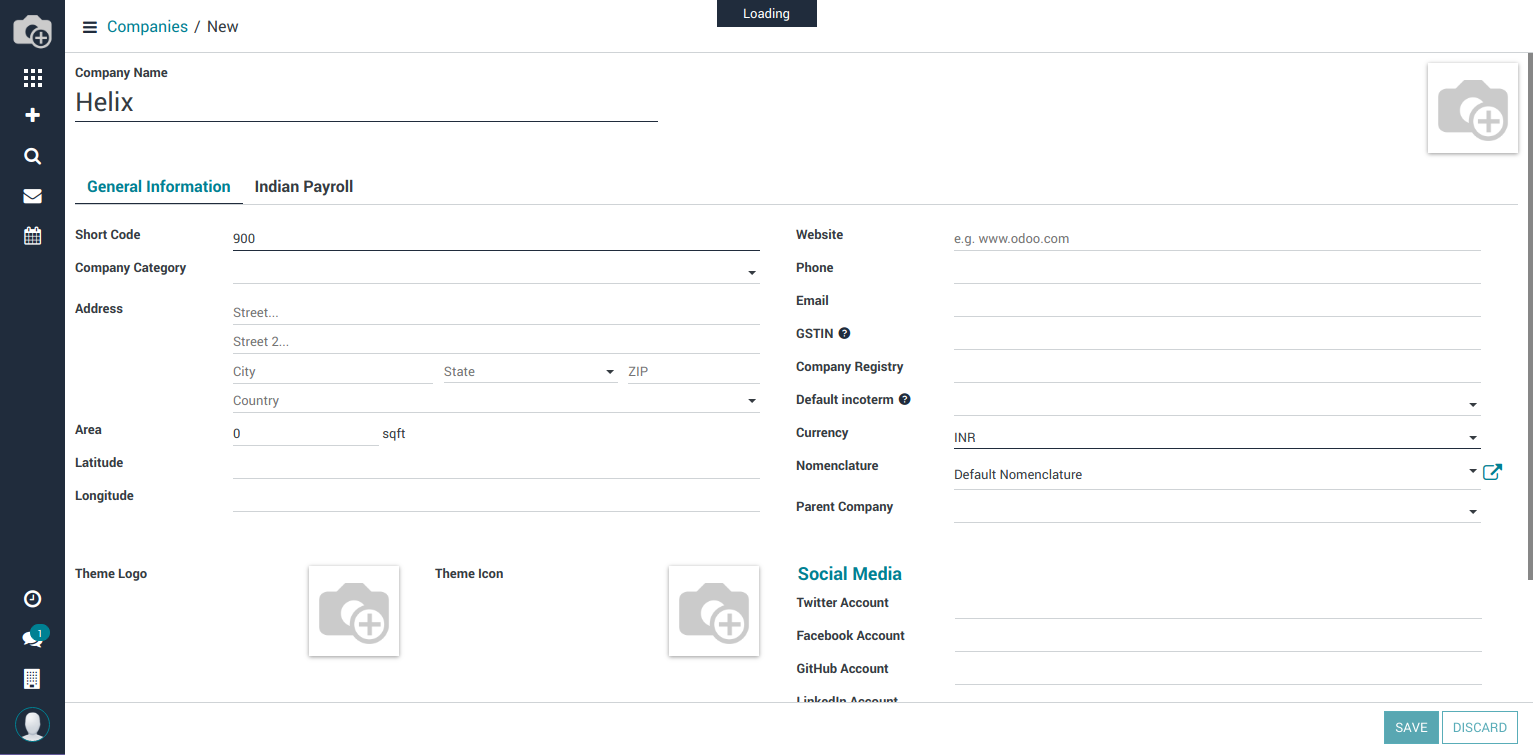 Loading
Companies / New
Company Name
Helix
General Information
Indian Payroll
Short Code
900
Company Category
Address
Street...
Street 2...
City
State
ZIP
Country
Area
0
sqft
Latitude
Longitude
Website
e.g. www.odoo.com
Phone
Email
GSTIN
Company Registry
Default incoterm
Currency
INR
Nomenclature
Default Nomenclature
Parent Company
Theme Logo
Theme Icon
Social Media
Twitter Account
Facebook Account
GitHub Account
LinkedIn Account
1
SAVE
DISCARD